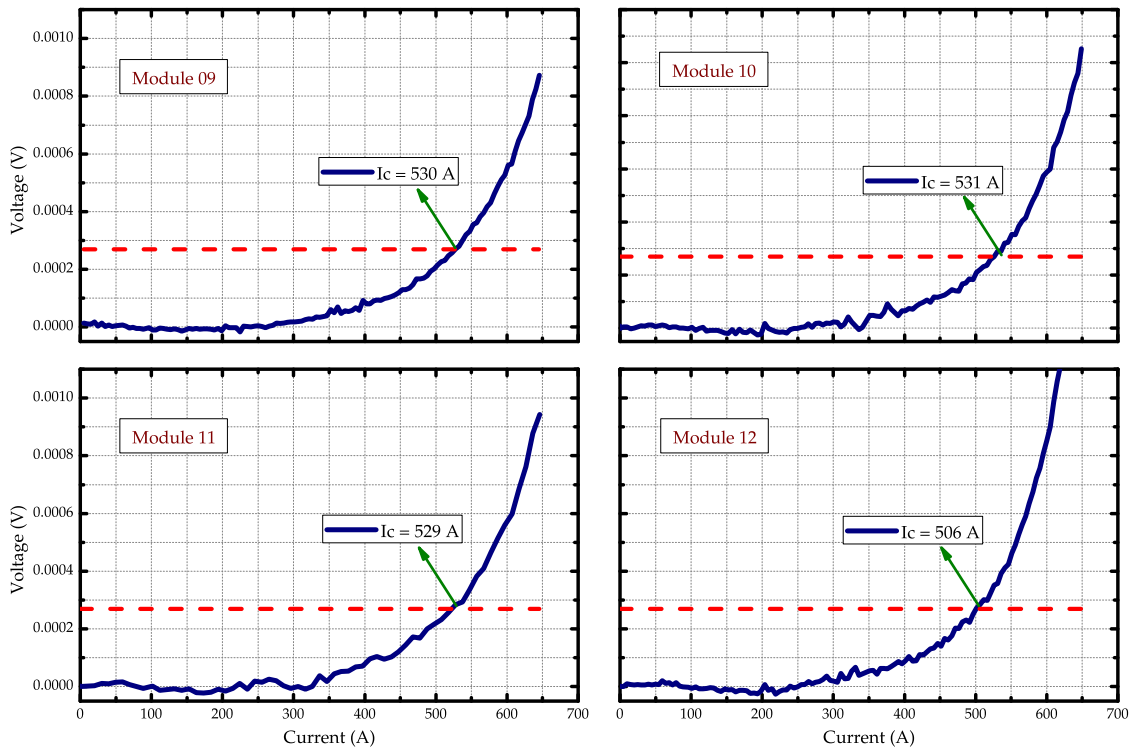 0.0010
0.0008
0.0006
0.0004
0.0002
0.0000
Voltage (V)
Module 09
Ic = 530 A
Module 10
Ic = 531 A
0.0010
0.0008
0.0006
0.0004
0.0002
0.0000
Voltage (V)
Module 11
Ic = 529 A
0 100 200 300 400 500 600 700
Current (A)
Module 12
Ic = 506 A
0 100 200 300 400 500 600 700
Current (A)